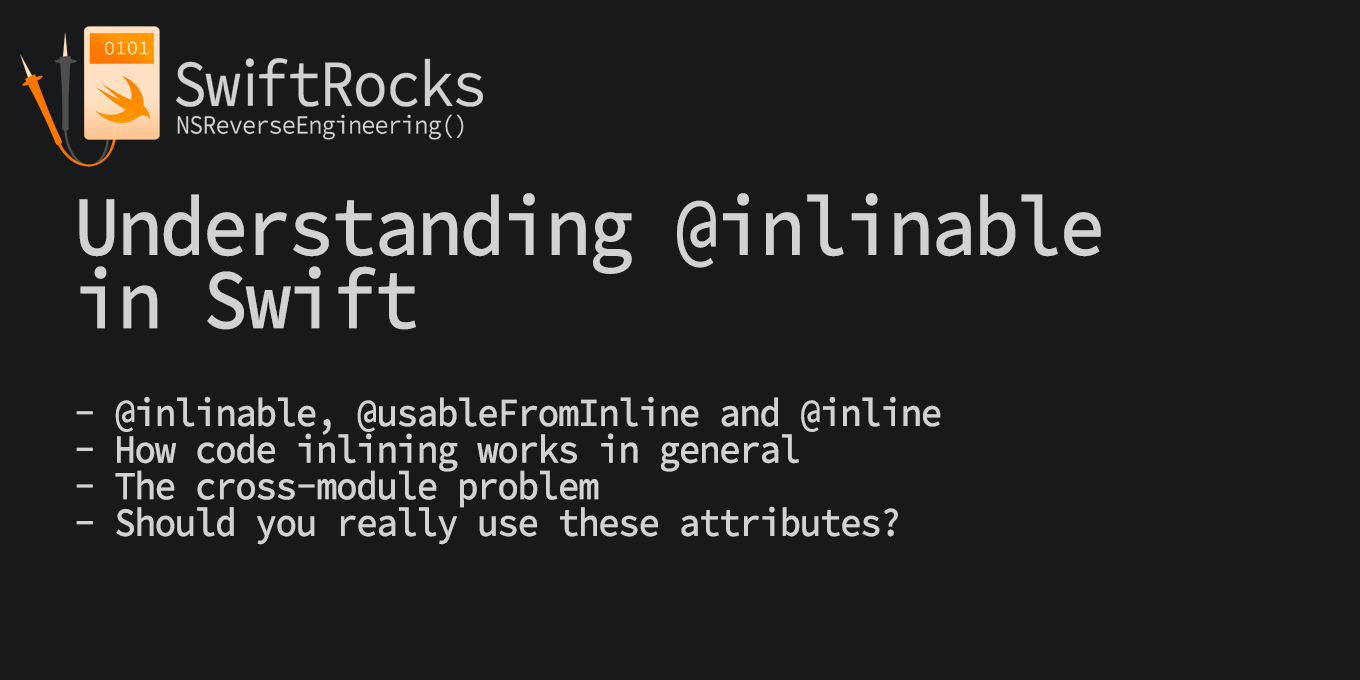 0101
SwiftRocks
NSReverseEngineering()
Understanding @inlinable
in Swift
- @inlinable, @usableFromInline and @inline
- How code inlining works in general
- The cross-module problem
- Should you really use these attributes?